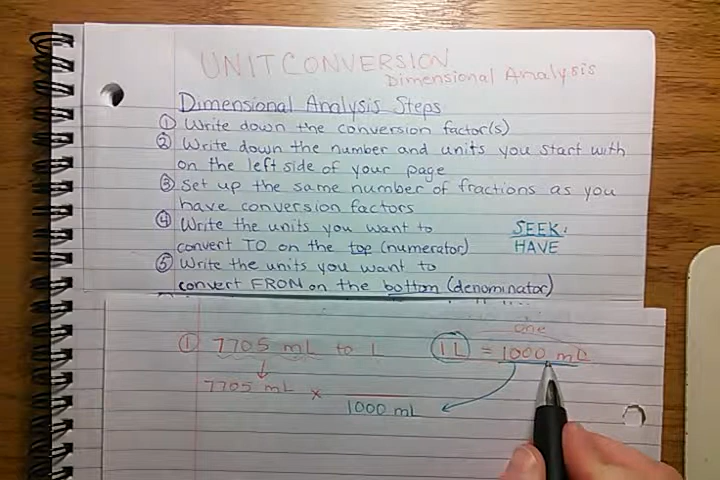 UNIT CONVERSION
Dimensional Analysis
Dimensional Analysis Steps
① Write down the conversion factor(s)
② Write down the number and units you start with
on the left side of your page
③ Set up the same number of fractions as you
have conversion factors
④ Write the units you want to
convert TO on the top (numerator)
SEEK:
HAVE
⑤ Write the units you want to
convert FROM on the bottom (denominator)
one
① 7705 mL to L
1 L = 1000 mL
7705 mL ×
1000 mL